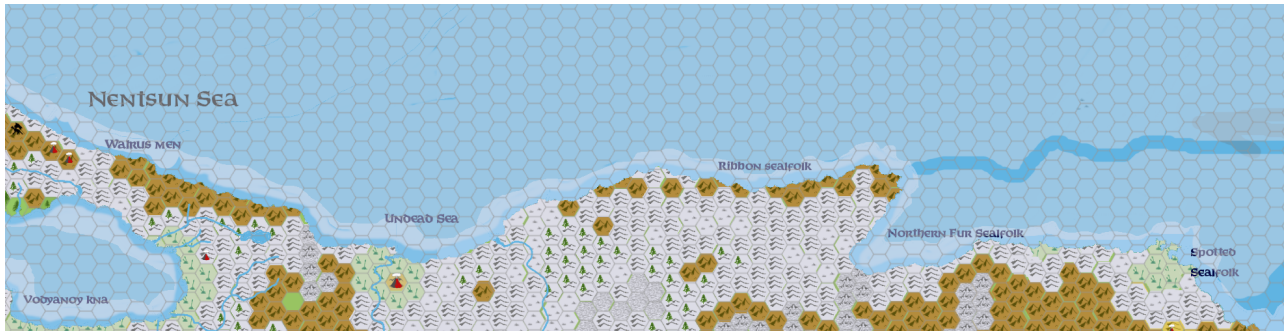 Nentsun Sea
Walrus men
Ribbon sealfolk
Undead Sea
Northern Fur Sealfolk
Spotted
Sealfolk
Vodyanoy kna